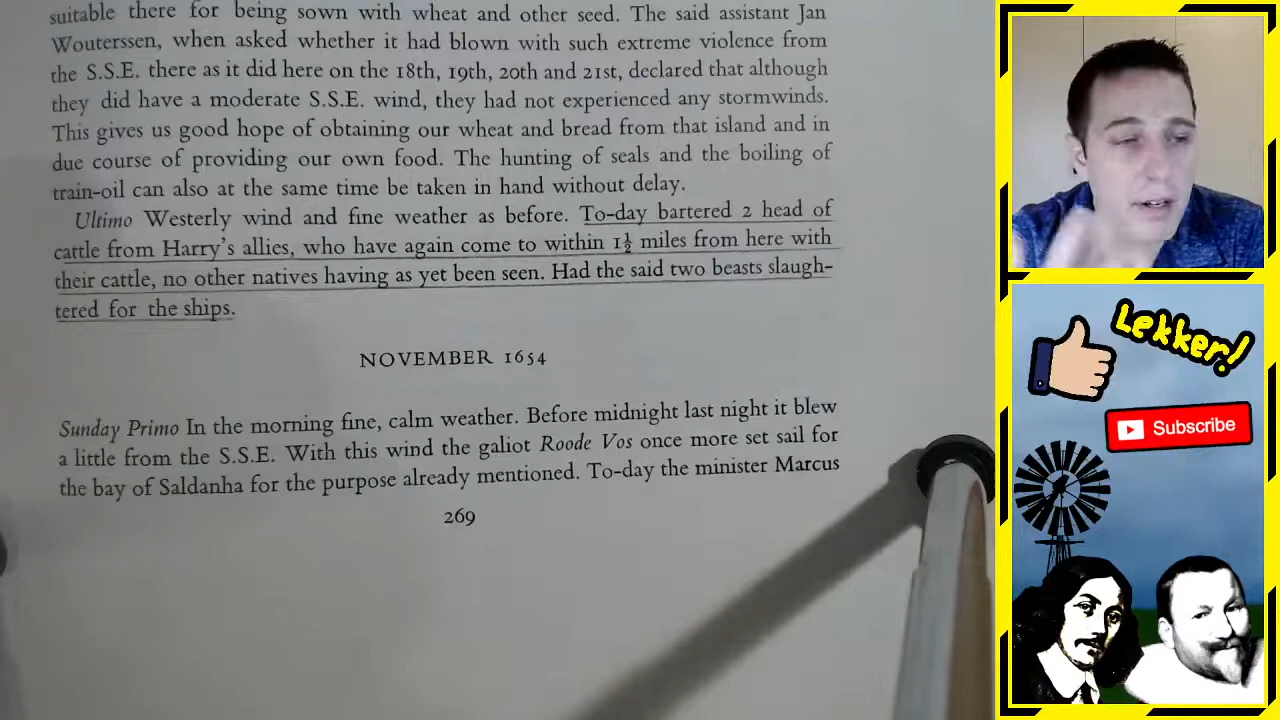 suitable there for being sown with wheat and other seed. The said assistant Jan
Wouterssen, when asked whether it had blown with such extreme violence from
the S.S.E. there as it did here on the 18th, 19th, 20th and 21st, declared that although
they did have a moderate S.S.E. wind, they had not experienced any stormwinds.
This gives us good hope of obtaining our wheat and bread from that island and in
due course of providing our own food. The hunting of seals and the boiling of
train-oil can also at the same time be taken in hand without delay.
Ultimo Westerly wind and fine weather as before. To-day bartered 2 head of
cattle from Harry's allies, who have again come to within 1½ miles from here with
their cattle, no other natives having as yet been seen. Had the said two beasts slaugh-
tered for the ships.
NOVEMBER 1654
Sunday Primo In the morning fine, calm weather. Before midnight last night it blew
a little from the S.S.E. With this wind the galiot Roode Vos once more set sail for
the bay of Saldanha for the purpose already mentioned. To-day the minister Marcus
269
Lekker!
Subscribe